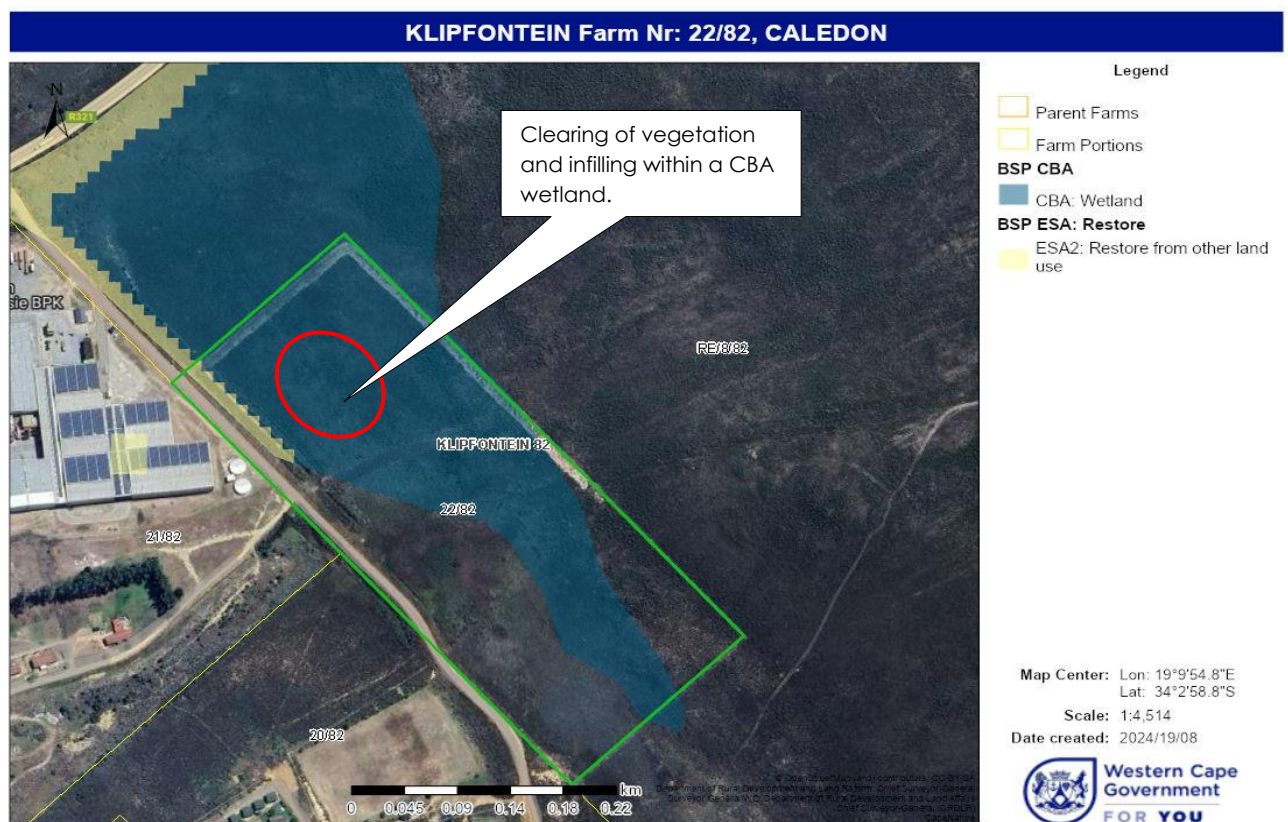 KLIPFONTEIN Farm Nr: 22/82, CALEDON
N
R321
Clearing of vegetation
and infilling within a CBA
wetland.
sie BPK
RE/8/82
KLIPFONTEIN 82
22/82
21/82
20/82
km
0 0.045 0.09 0.14 0.18 0.22
Legend
Parent Farms
Farm Portions
BSP CBA
CBA: Wetland
BSP ESA: Restore
ESA2: Restore from other land
use
Map Center: Lon: 19°9'54.8"E
Lat: 34°2'58.8"S
Scale: 1:4,514
Date created: 2024/19/08
Western Cape
Government
FOR YOU